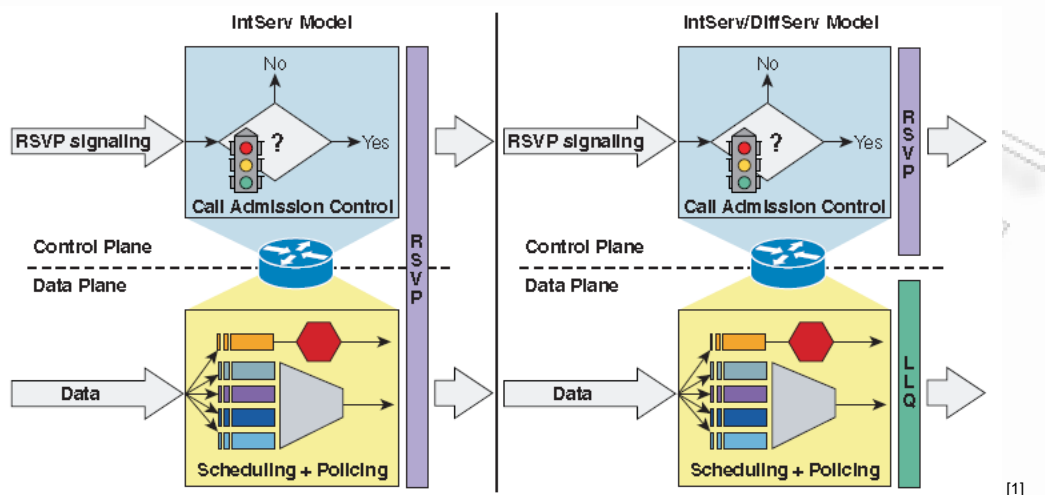 IntServ Model
No
RSVP signaling
?
Yes
Call Admission Control
Control Plane
Data Plane
RSVP
Data
Scheduling + Policing
IntServ/DiffServ Model
No
RSVP signaling
?
Yes
Call Admission Control
RSVP
Control Plane
Data Plane
Data
Scheduling + Policing
LLQ
[1]